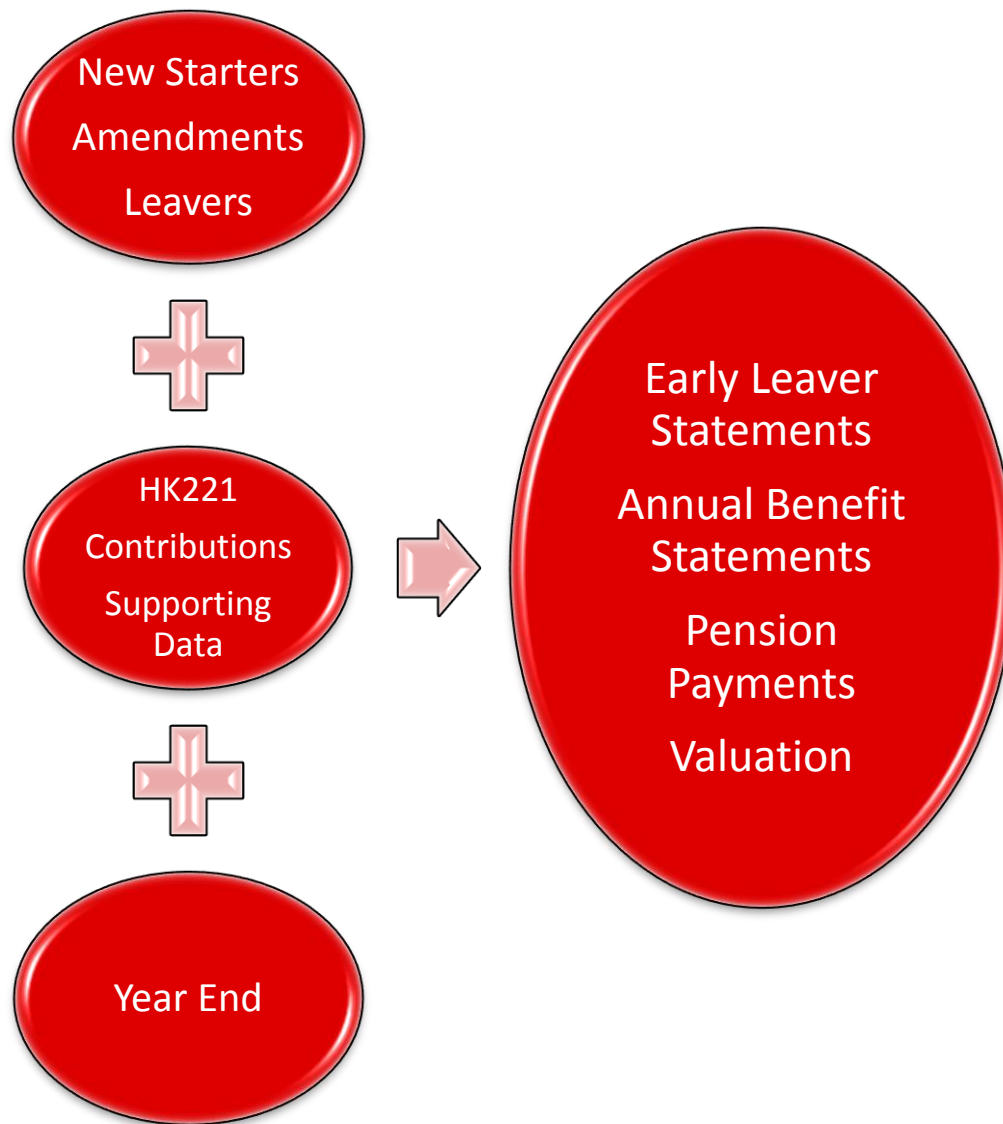 New Starters
Amendments
Leavers
HK221
Contributions
Supporting
Data
Year End
Early Leaver
Statements
Annual Benefit
Statements
Pension
Payments
Valuation